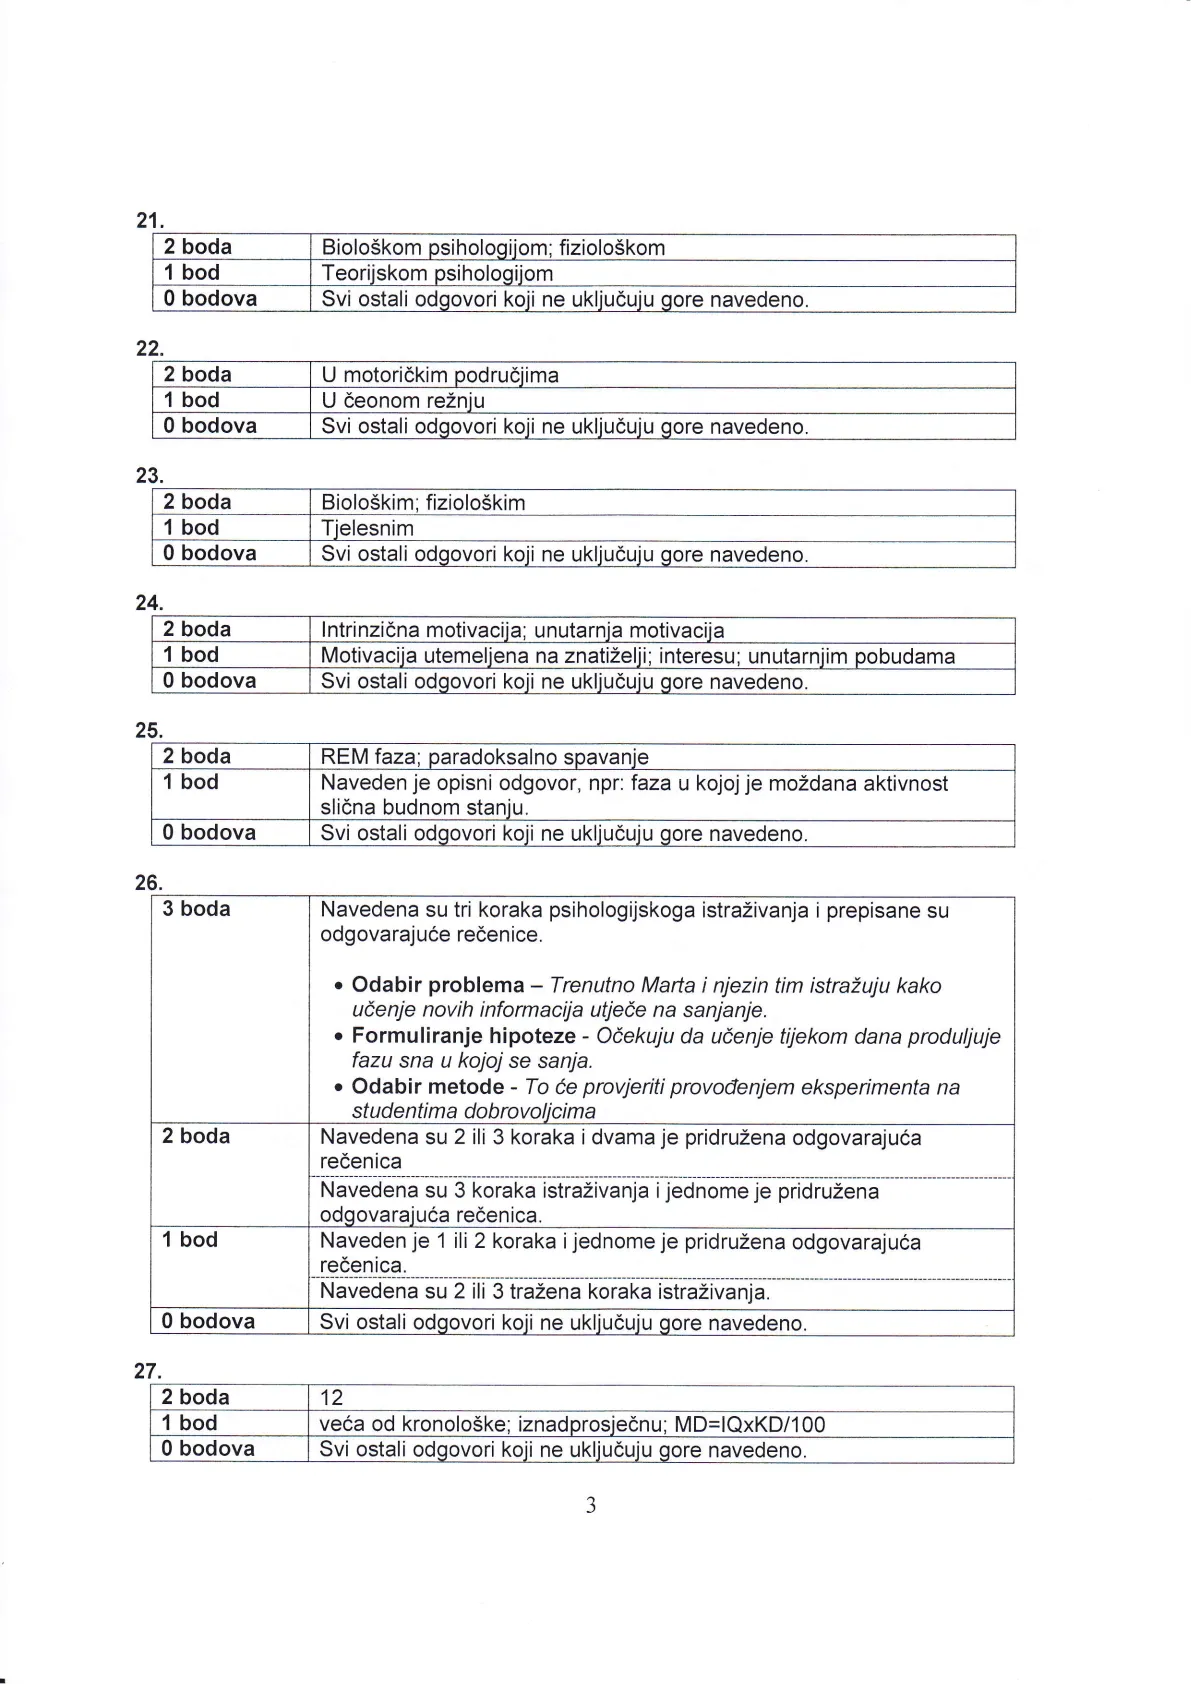 21.
2 boda Biološkom psihologijom; fiziološkom
1 bod Teorijskom psihologijom
0 bodova Svi ostali odgovori koji ne uključuju gore navedeno.
22.
2 boda U motoričkim područjima
1 bod U čeonom režnju
0 bodova Svi ostali odgovori koji ne uključuju gore navedeno.
23.
2 boda Biološkim; fiziološkim
1 bod Tjelesnim
0 bodova Svi ostali odgovori koji ne uključuju gore navedeno.
24.
2 boda Intrinzična motivacija; unutarnja motivacija
1 bod Motivacija utemeljena na znatiželji; interesu; unutarnjim pobudama
0 bodova Svi ostali odgovori koji ne uključuju gore navedeno.
25.
2 boda REM faza; paradoksalno spavanje
1 bod Naveden je opisni odgovor, npr: faza u kojoj je moždana aktivnost
slična budnom stanju.
0 bodova Svi ostali odgovori koji ne uključuju gore navedeno.
26.
3 boda Navedena su tri koraka psihologijskoga istraživanja i prepisane su
odgovarajuće rečenice.
• Odabir problema – Trenutno Marta i njezin tim istražuju kako
učenje novih informacija utječe na sanjanje.
• Formuliranje hipoteze - Očekuju da učenje tijekom dana produljuje
fazu sna u kojoj se sanja.
• Odabir metode - To će provjeriti provođenjem eksperimenta na
studentima dobrovoljcima
2 boda Navedena su 2 ili 3 koraka i dvama je pridružena odgovarajuća
rečenica
Navedena su 3 koraka istraživanja i jednome je pridružena
odgovarajuća rečenica.
1 bod Naveden je 1 ili 2 koraka i jednome je pridružena odgovarajuća
rečenica.
Navedena su 2 ili 3 tražena koraka istraživanja.
0 bodova Svi ostali odgovori koji ne uključuju gore navedeno.
27.
2 boda 12
1 bod veća od kronološke; iznadprosječnu; MD=IQxKD/100
0 bodova Svi ostali odgovori koji ne uključuju gore navedeno.
3